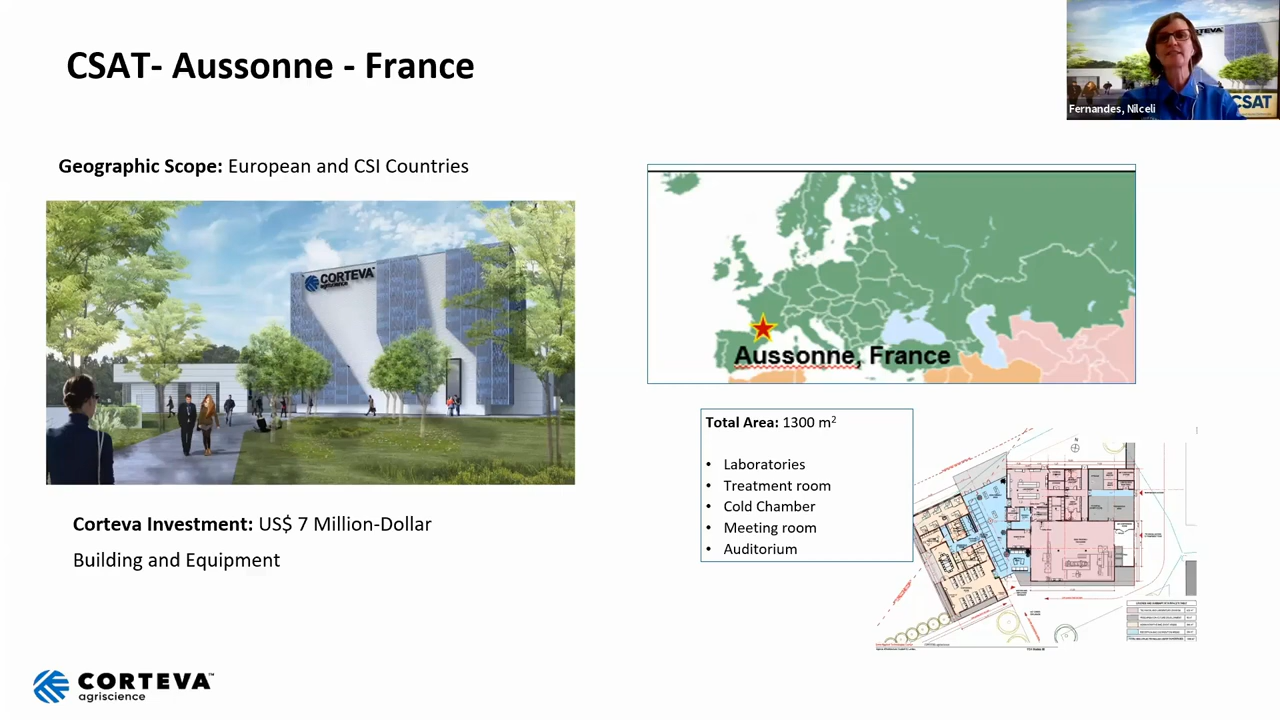 CSAT- Aussonne - France
CORTEVA
CSAT
Fernandes, Nilceli
Geographic Scope: European and CSI Countries
CORTEVA™
agriscience
Aussonne, France
Total Area: 1300 m²
• Laboratories
• Treatment room
• Cold Chamber
• Meeting room
• Auditorium
Corteva Investment: US$ 7 Million-Dollar
Building and Equipment
CORTEVA™
agriscience